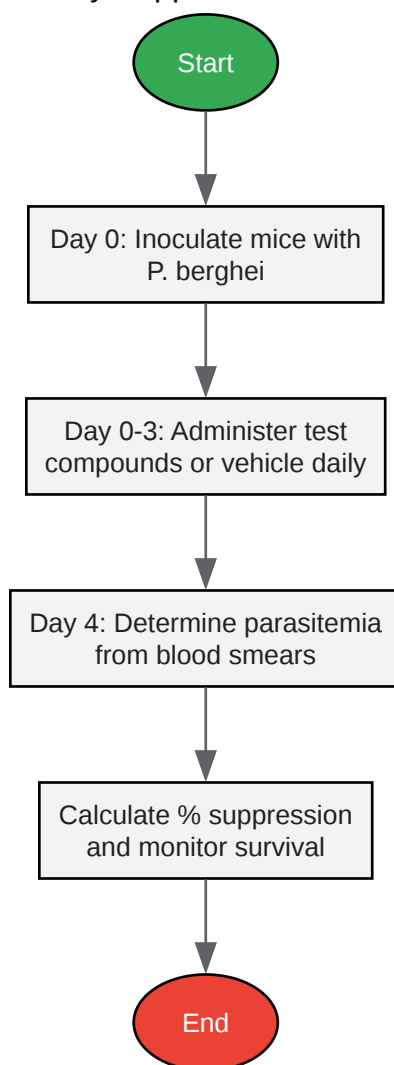 Start
Day 0: Inoculate mice with
P. berghei
Day 0-3: Administer test
compounds or vehicle daily
Day 4: Determine parasitemia
from blood smears
Calculate % suppression
and monitor survival
End